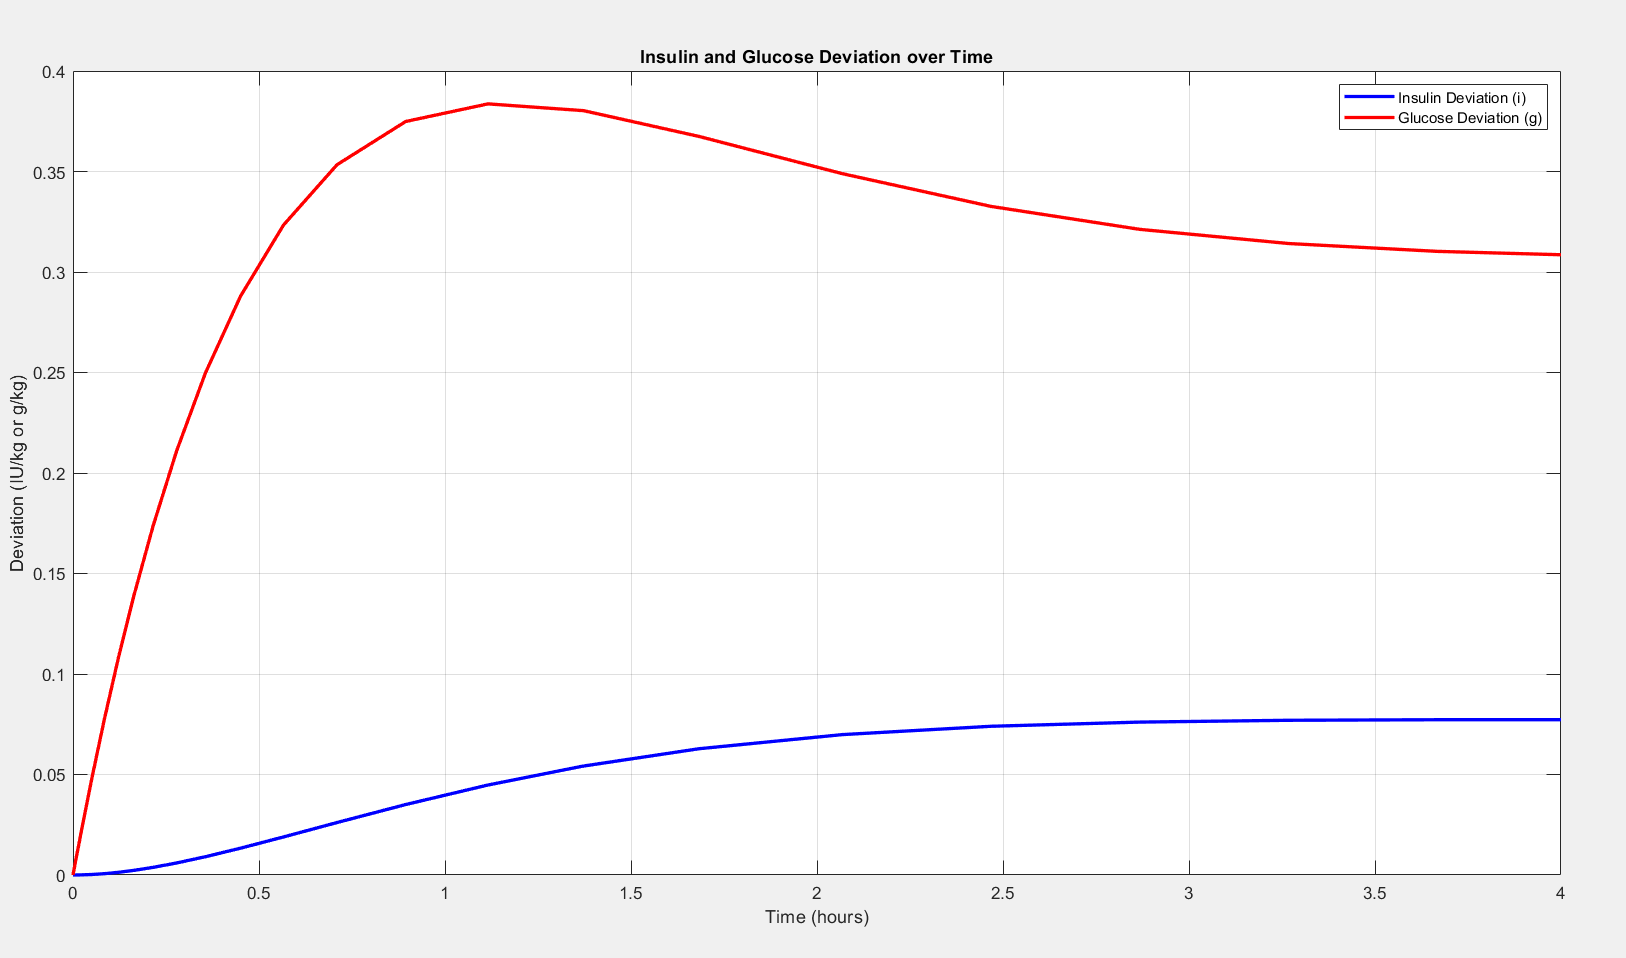 Insulin and Glucose Deviation over Time
Insulin Deviation (i)
Glucose Deviation (g)
Deviation (IU/kg or g/kg)
0.4
0.35
0.3
0.25
0.2
0.15
0.1
0.05
0
0 0.5 1 1.5 2 2.5 3 3.5 4
Time (hours)